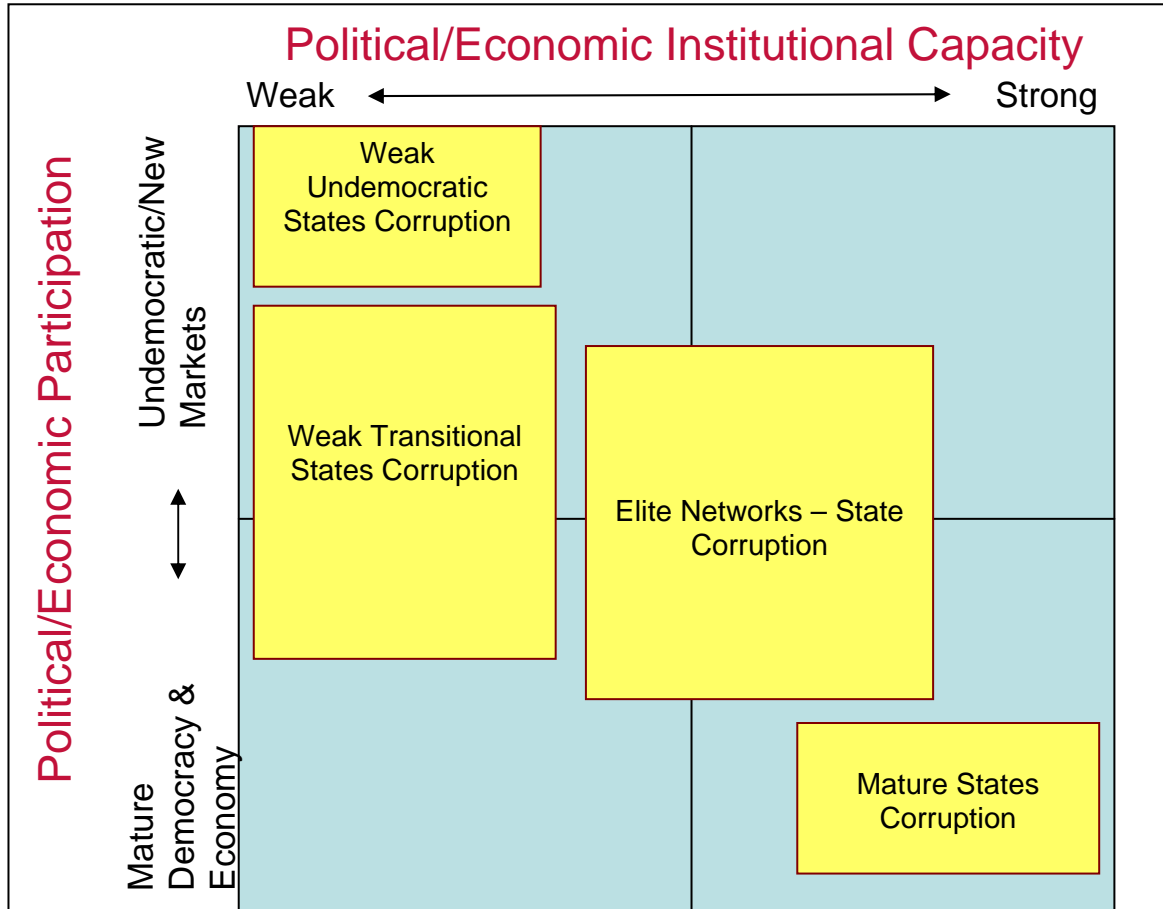 Political/Economic Institutional Capacity
Weak
Strong
Political/Economic Participation
Undemocratic/New
Markets
Mature
Democracy &
Economy
Weak
Undemocratic
States Corruption
Weak Transitional
States Corruption
Elite Networks – State
Corruption
Mature States
Corruption